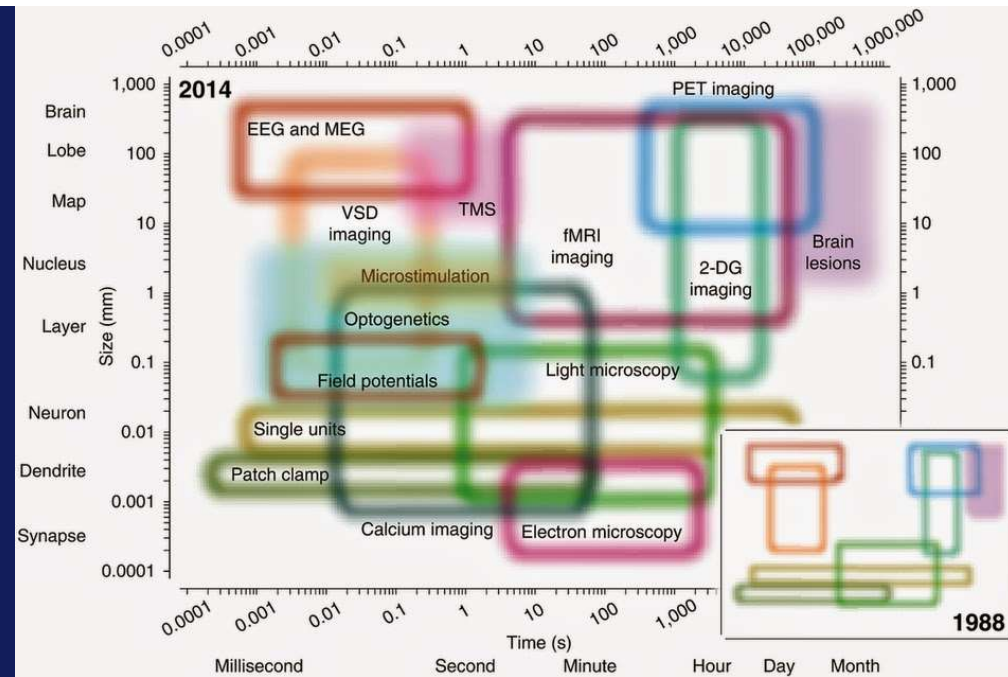 0.0001 0.001 0.01 0.1 1 10 100 1,000 10,000 100,000 1,000,000
2014
1,000
100
10
1
0.1
0.01
0.001
0.0001
Size (mm)
Brain
Lobe
Map
Nucleus
Layer
Neuron
Dendrite
Synapse
EEG and MEG
PET imaging
VSD
imaging
TMS
fMRI
imaging
2-DG
imaging
Brain
lesions
Microstimulation
Optogenetics
Field potentials
Light microscopy
Single units
Patch clamp
Calcium imaging
Electron microscopy
1,000
100
10
1
0.1
1988
0.0001 0.001 0.01 0.1 1 10 100 1,000
Time (s)
Millisecond Second Minute Hour Day Month